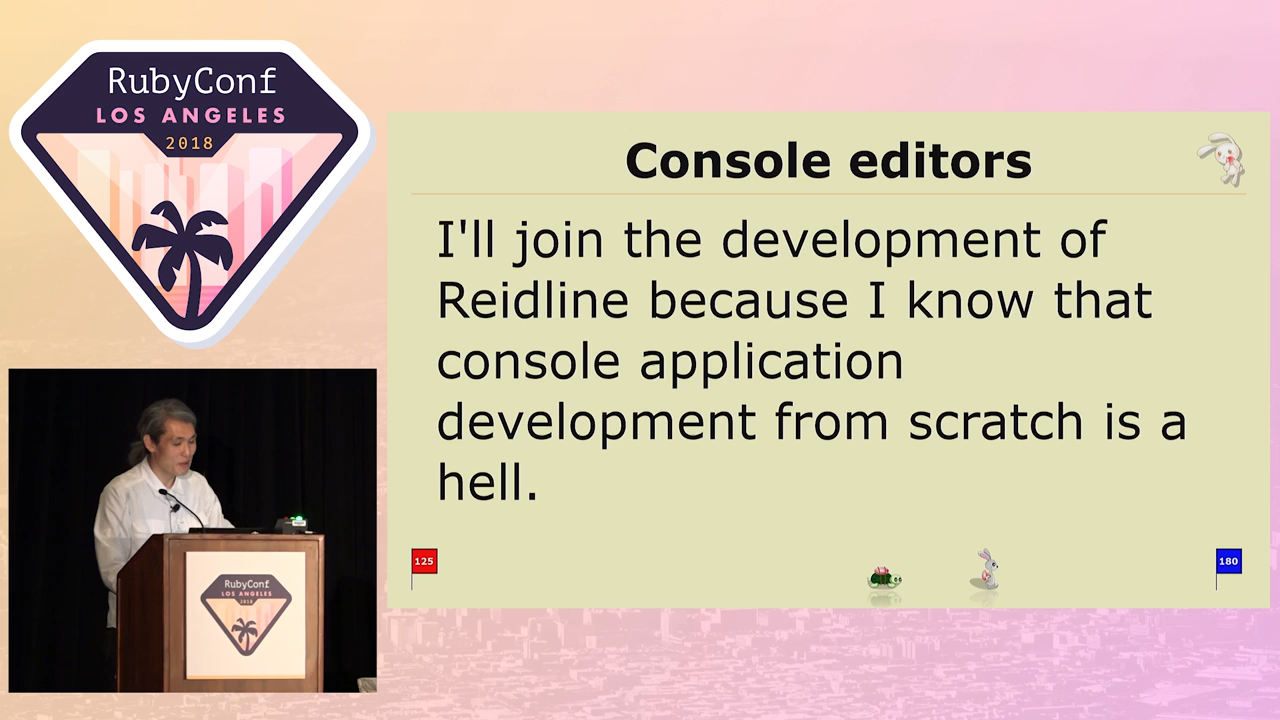 RubyConf
LOS ANGELES
2018
Console editors
I'll join the development of
Reidline because I know that
console application
development from scratch is a
hell.
125
180
RubyConf
LOS ANGELES
2018